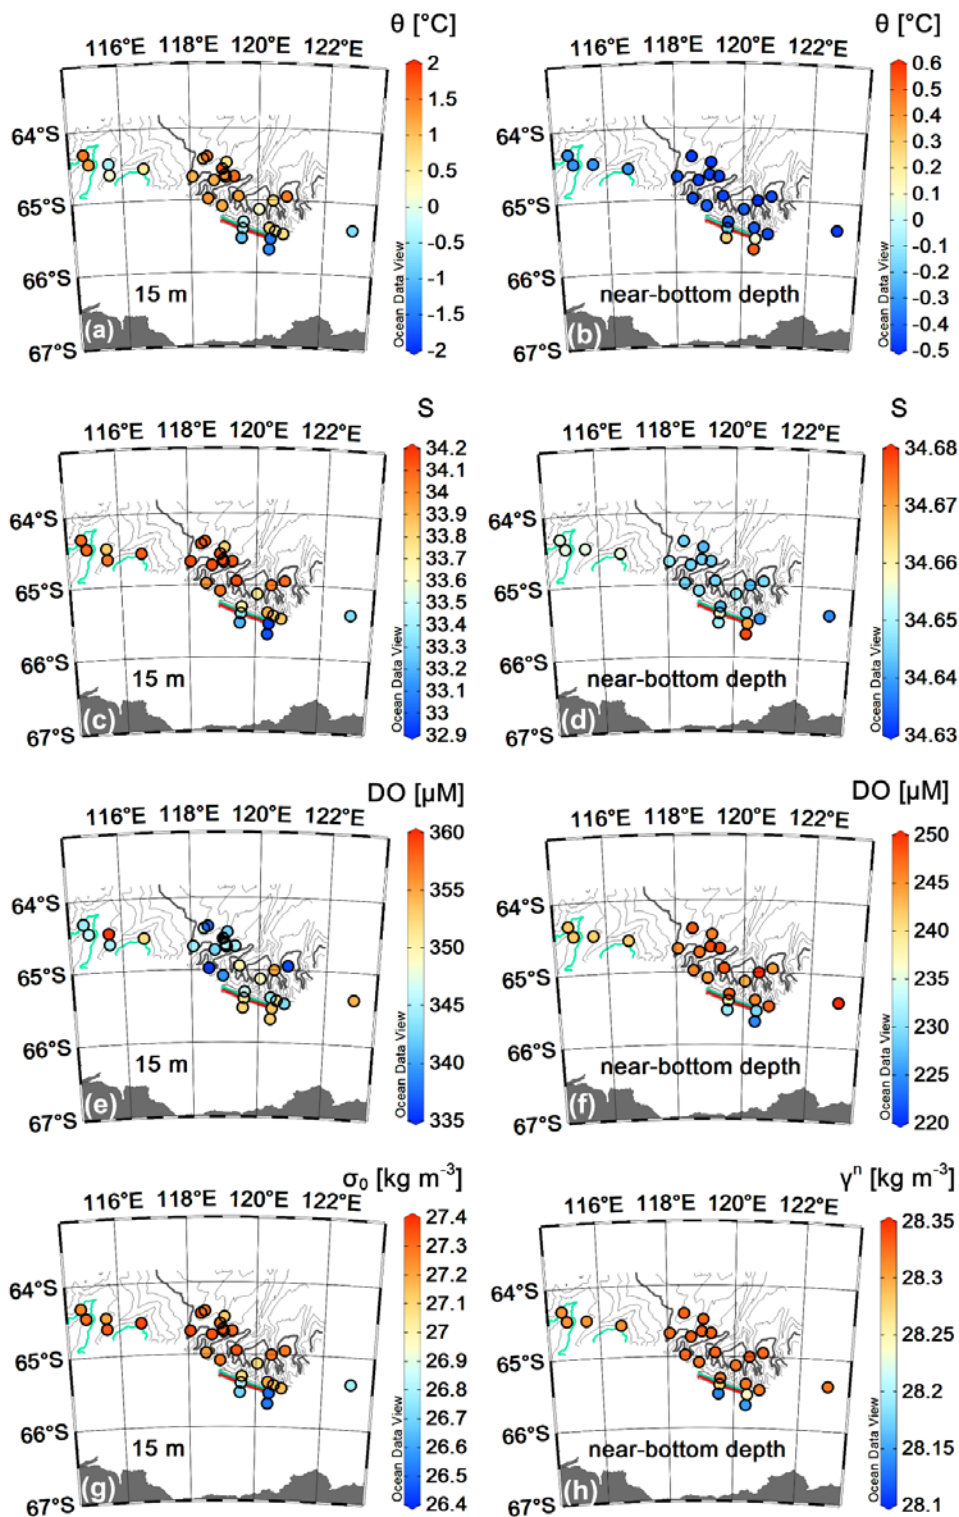 θ [°C]
116°E 118°E 120°E 122°E
64°S
65°S
66°S
67°S
15 m
(a)
Ocean Data View
2
1.5
1
0.5
0
-0.5
-1
-1.5
-2
θ [°C]
116°E 118°E 120°E 122°E
64°S
65°S
66°S
67°S
near-bottom depth
(b)
Ocean Data View
0.6
0.5
0.4
0.3
0.2
0.1
0
-0.1
-0.2
-0.3
-0.4
-0.5
S
116°E 118°E 120°E 122°E
64°S
65°S
66°S
67°S
15 m
(c)
Ocean Data View
34.2
34.1
34
33.9
33.8
33.7
33.6
33.5
33.4
33.3
33.2
33.1
33
32.9
S
116°E 118°E 120°E 122°E
64°S
65°S
66°S
67°S
near-bottom depth
(d)
Ocean Data View
34.68
34.67
34.66
34.65
34.64
34.63
DO [µM]
116°E 118°E 120°E 122°E
64°S
65°S
66°S
67°S
15 m
(e)
Ocean Data View
360
355
350
345
340
335
DO [µM]
116°E 118°E 120°E 122°E
64°S
65°S
66°S
67°S
near-bottom depth
(f)
Ocean Data View
250
245
240
235
230
225
220
σ₀ [kg m⁻³]
116°E 118°E 120°E 122°E
64°S
65°S
66°S
67°S
15 m
(g)
Ocean Data View
27.4
27.3
27.2
27.1
27
26.9
26.8
26.7
26.6
26.5
26.4
γⁿ [kg m⁻³]
116°E 118°E 120°E 122°E
64°S
65°S
66°S
67°S
near-bottom depth
(h)
Ocean Data View
28.35
28.3
28.25
28.2
28.15
28.1